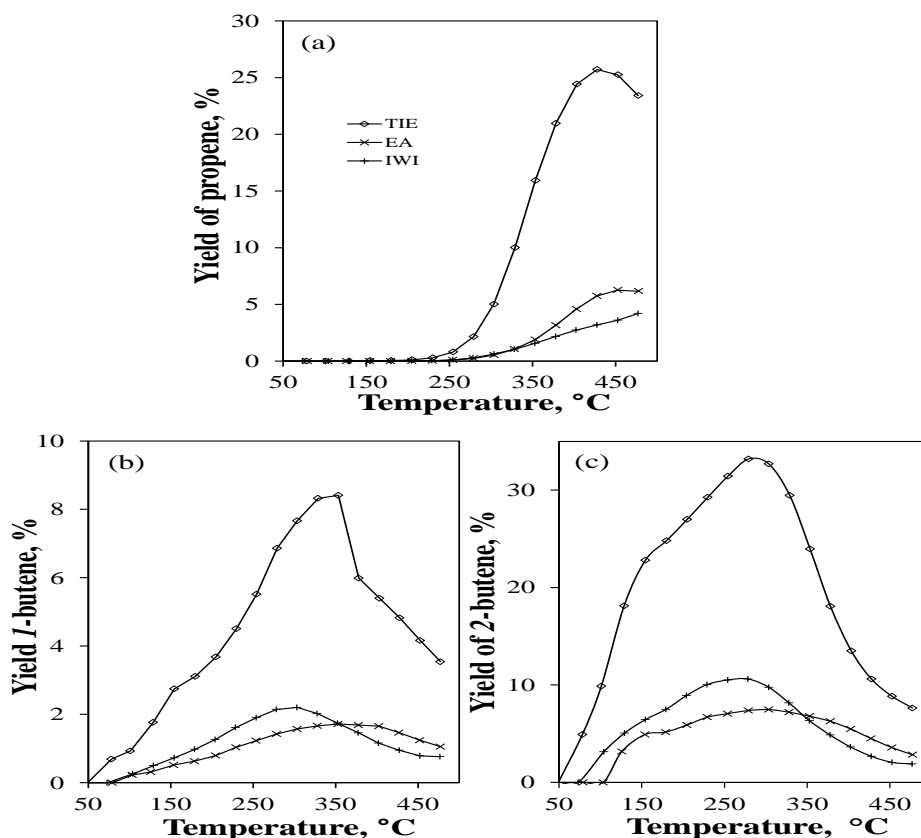 (a)
Yield of propene, %
30
25
20
15
10
5
0
TIE
EA
IWI
50 150 250 350 450
Temperature, °C
(b)
Yield 1-butene, %
10
8
6
4
2
0
50 150 250 350 450
Temperature, °C
(c)
Yield of 2-butene, %
30
20
10
0
50 150 250 350 450
Temperature, °C